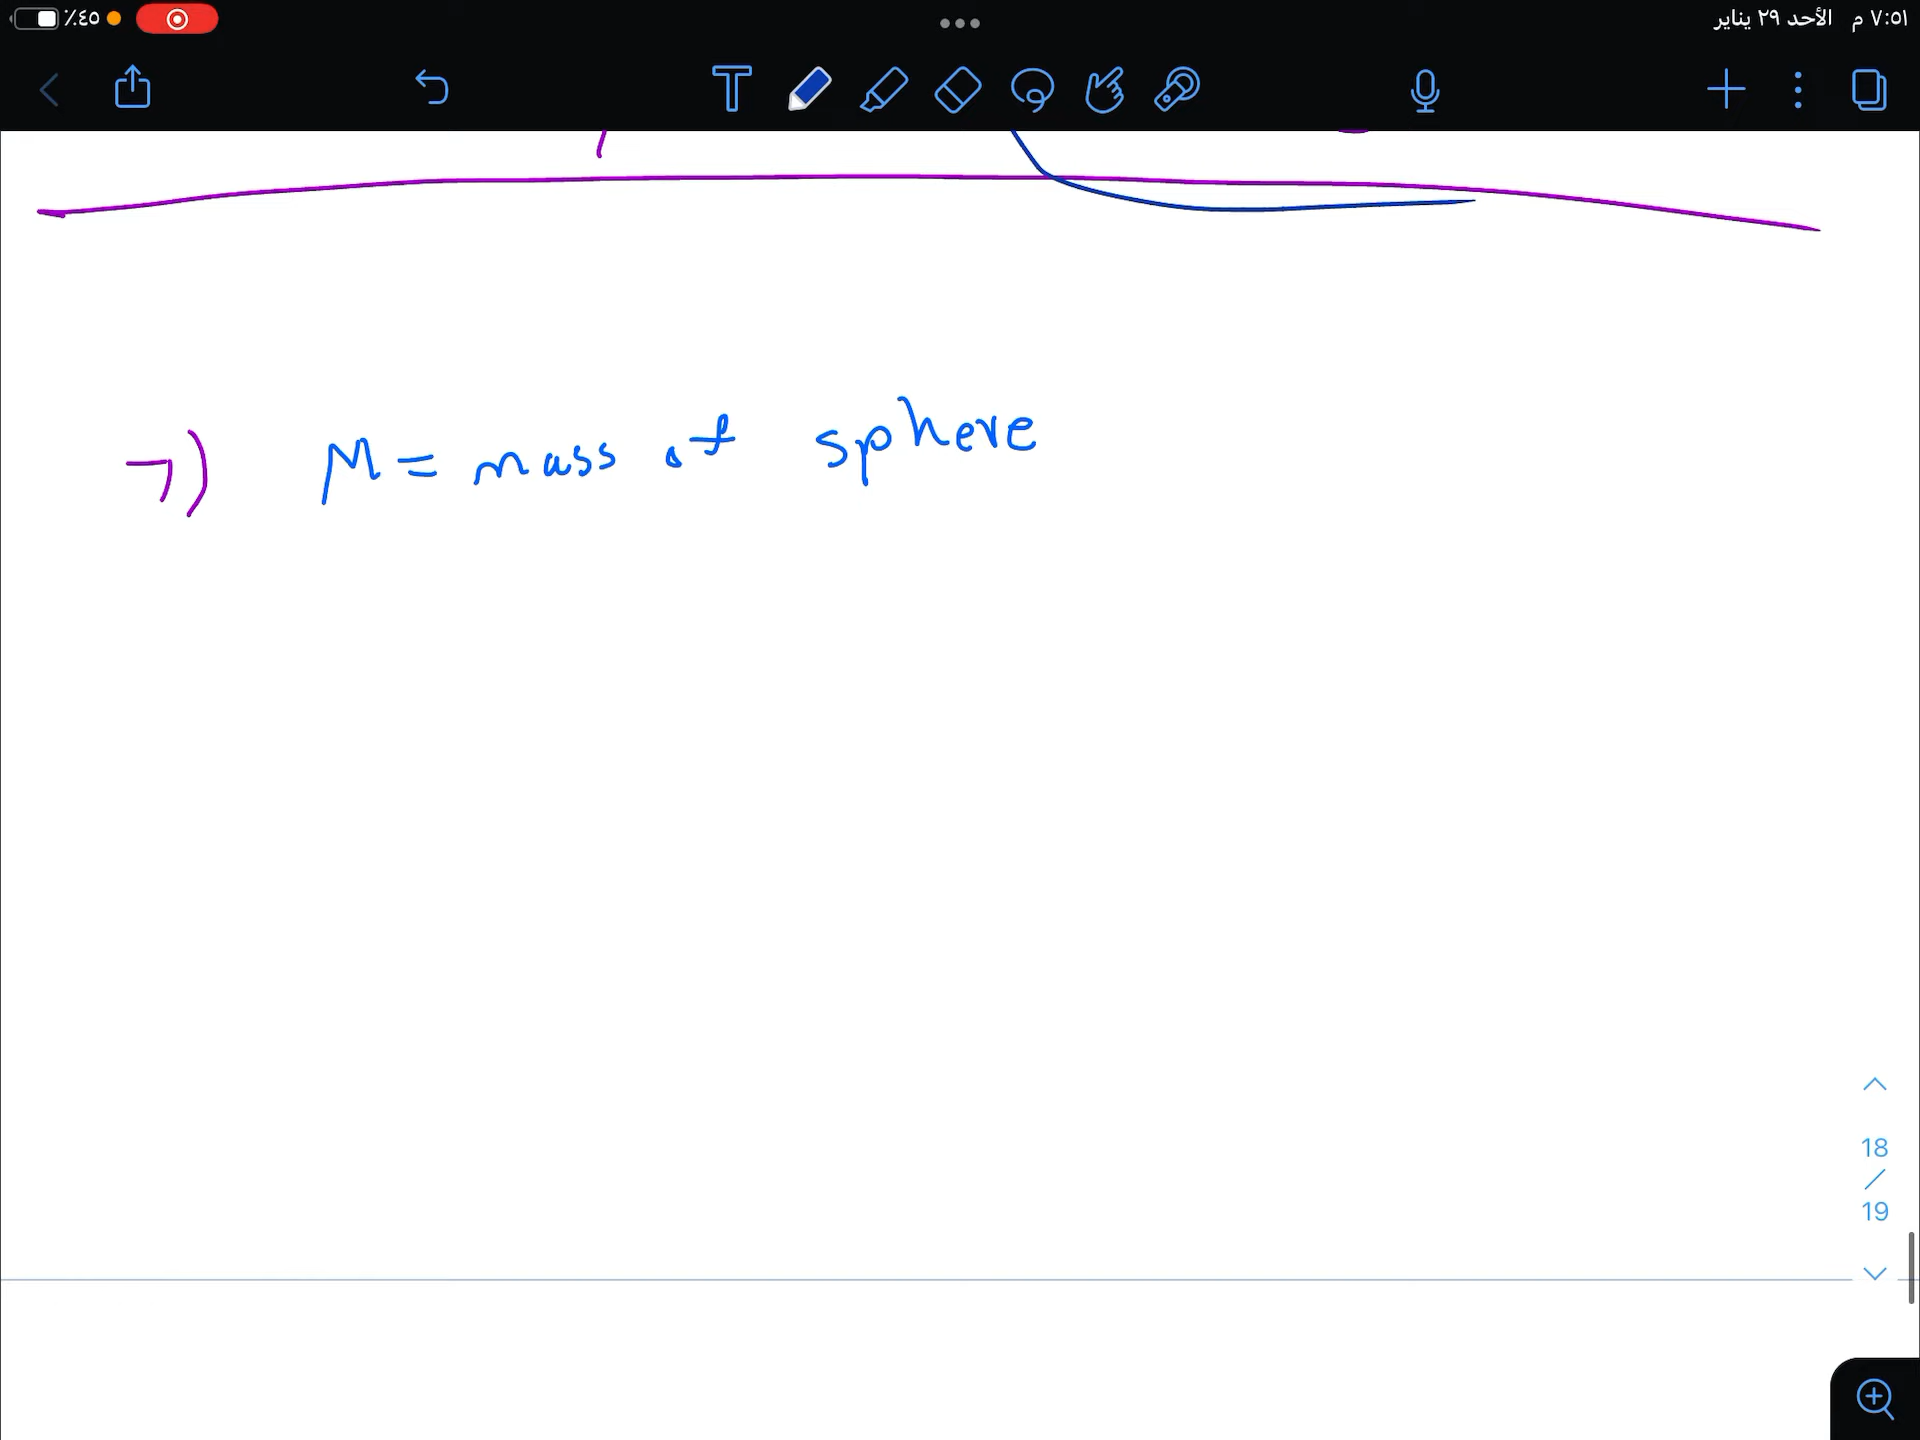 ٪٤٥
٧:٥١ م الأحد ٢٩ يناير
7) M = mass of sphere
18
/
19